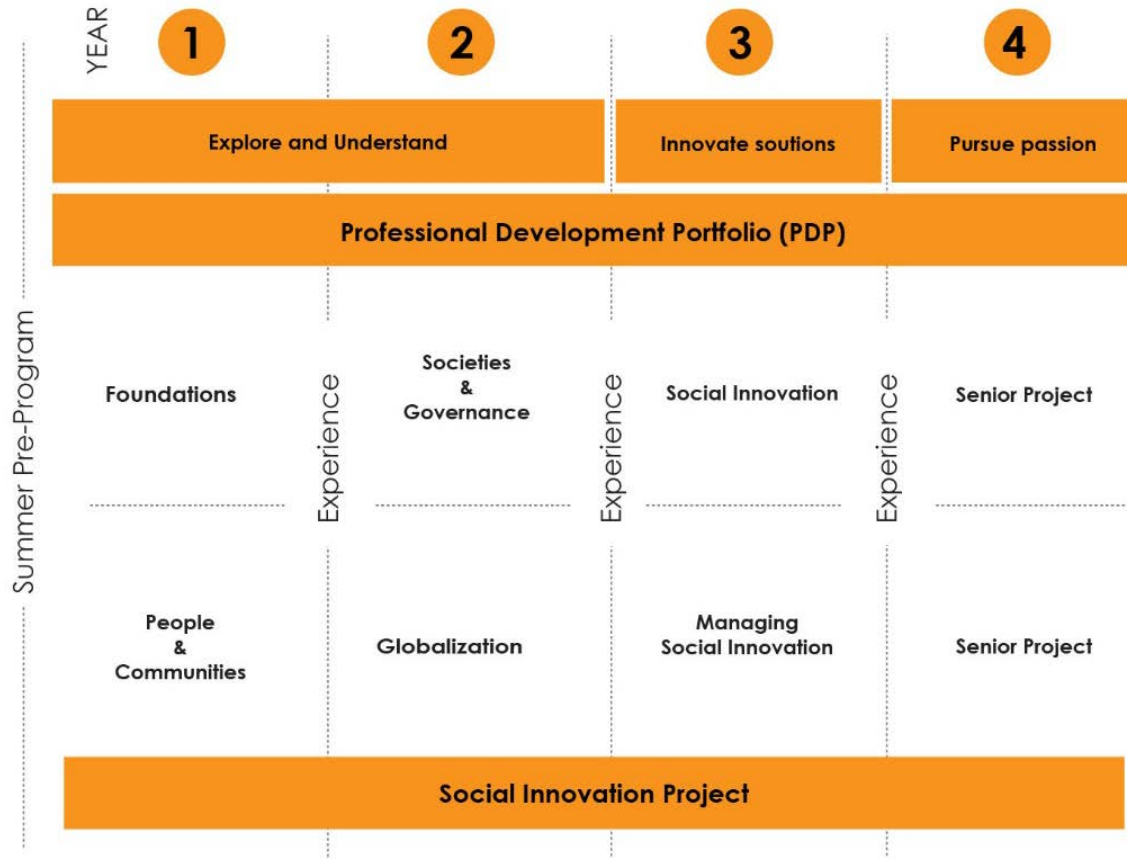 YEAR
1
2
3
4
Explore and Understand
Innovate soutions
Pursue passion
Professional Development Portfolio (PDP)
Summer Pre-Program
Foundations
Experience
Societies
&
Governance
Experience
Social Innovation
Experience
Senior Project
People
&
Communities
Globalization
Managing
Social Innovation
Senior Project
Social Innovation Project